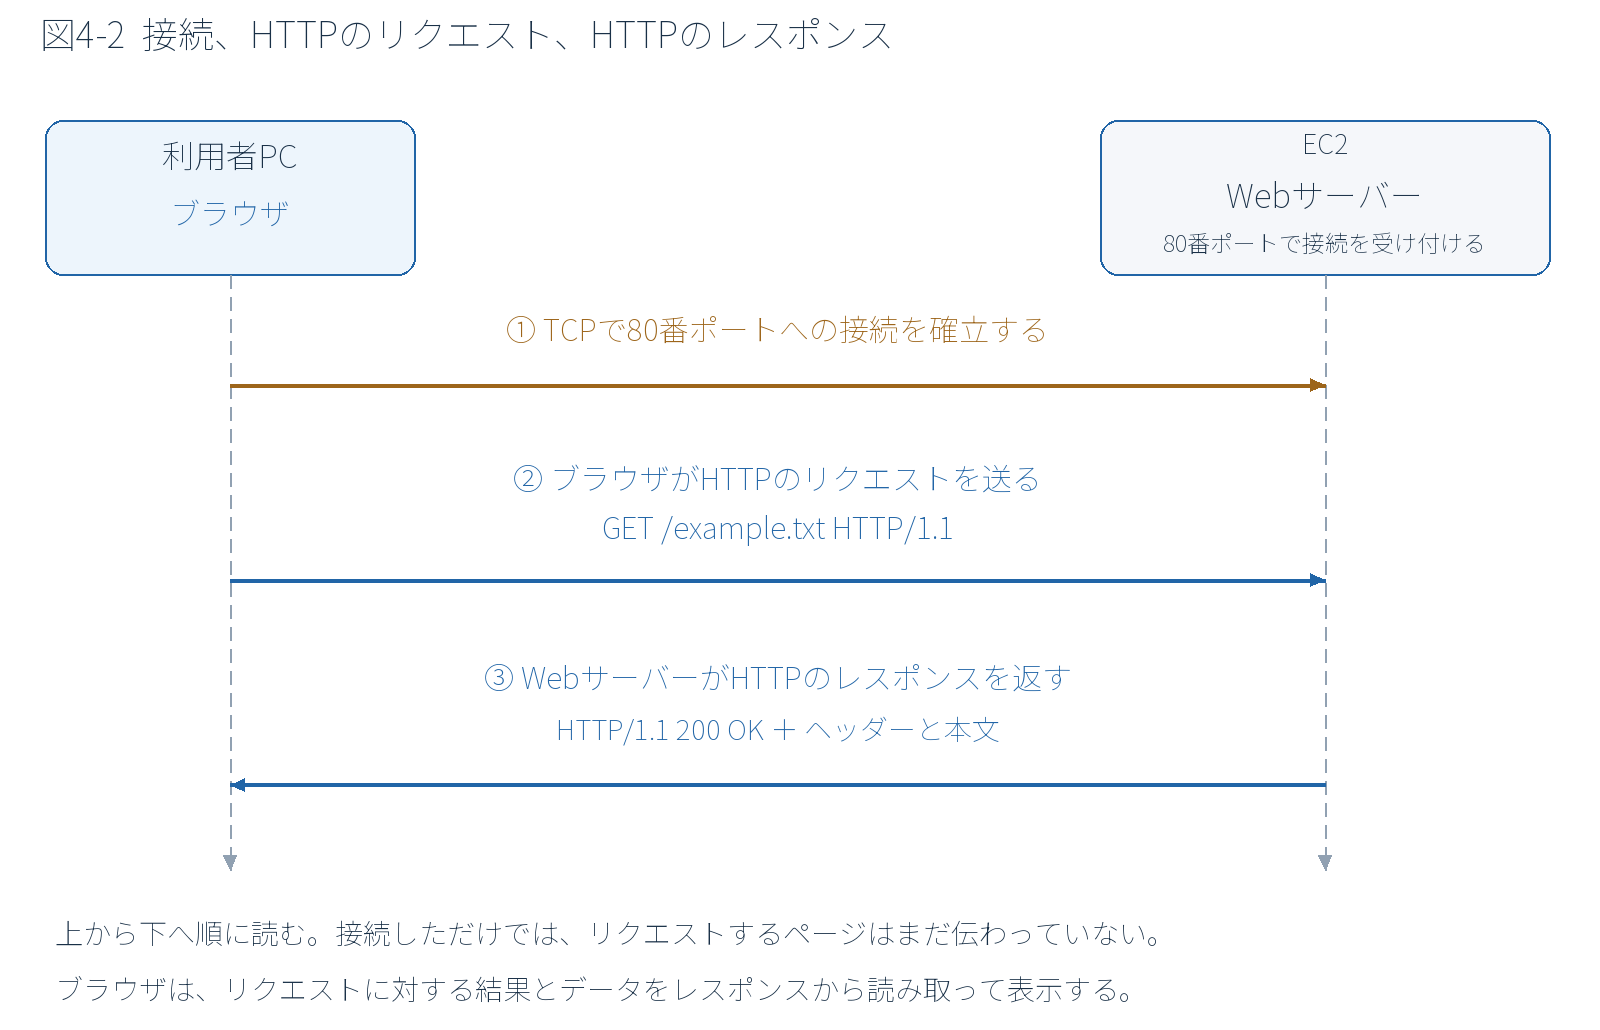 図4-2 接続、HTTPのリクエスト、HTTPのレスポンス
利用者PC
ブラウザ
EC2
Webサーバー
80番ポートで接続を受け付ける
① TCPで80番ポートへの接続を確立する
② ブラウザがHTTPのリクエストを送る
GET /example.txt HTTP/1.1
③ WebサーバーがHTTPのレスポンスを返す
HTTP/1.1 200 OK + ヘッダーと本文
上から下へ順に読む。接続しただけでは、リクエストするページはまだ伝わっていない。
ブラウザは、リクエストに対する結果とデータをレスポンスから読み取って表示する。